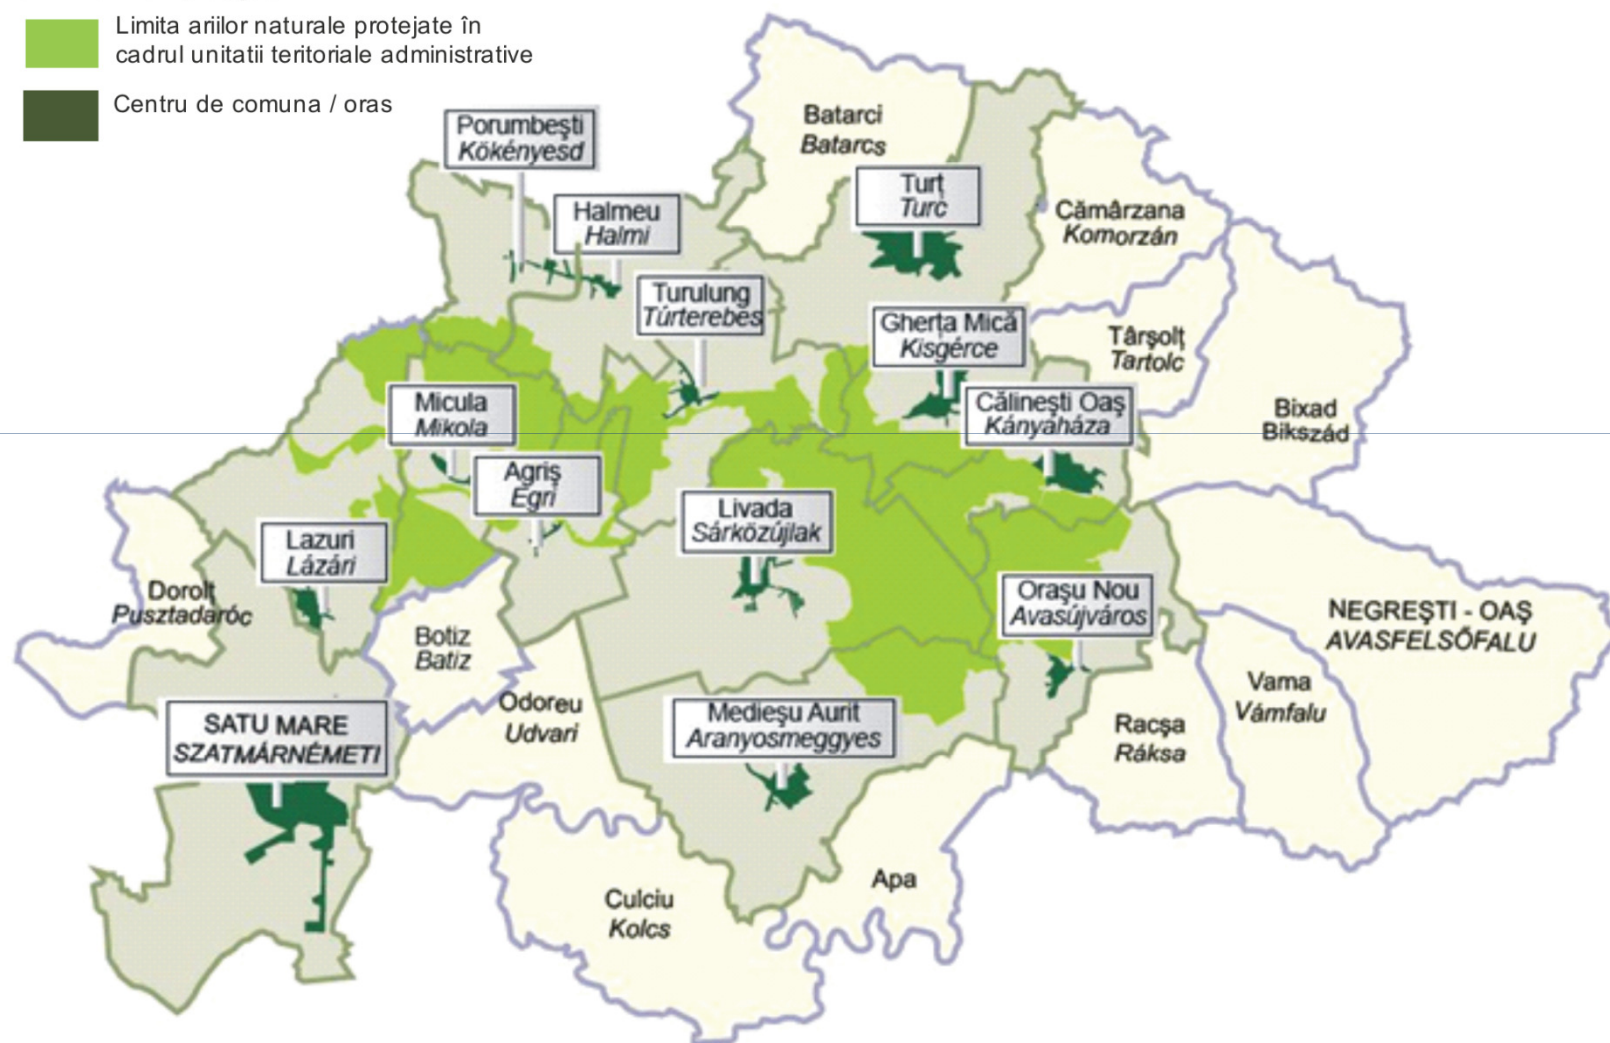 Limita ariilor naturale protejate în
cadrul unitatii teritoriale administrative
Centru de comuna / oras
Porumbeşti
Kökényesd
Batarci
Batarcs
Turţ
Turc
Halmeu
Halmi
Cămârzana
Komorzán
Turulung
Túrterebes
Gherţa Mică
Kisgérce
Târşolţ
Tartolc
Micula
Mikola
Călineşti Oaş
Kányaháza
Bixad
Bikszád
Agriş
Egri
Livada
Sárközújlak
Lazuri
Lázári
Dorolţ
Pusztadaróc
Oraşu Nou
Avasújváros
NEGREŞTI - OAŞ
AVASFELSŐFALU
Botiz
Batiz
Vama
Vámfalu
Odoreu
Udvari
SATU MARE
SZATMÁRNÉMETI
Medieşu Aurit
Aranyosmeggyes
Racşa
Ráksa
Culciu
Kolcs
Apa